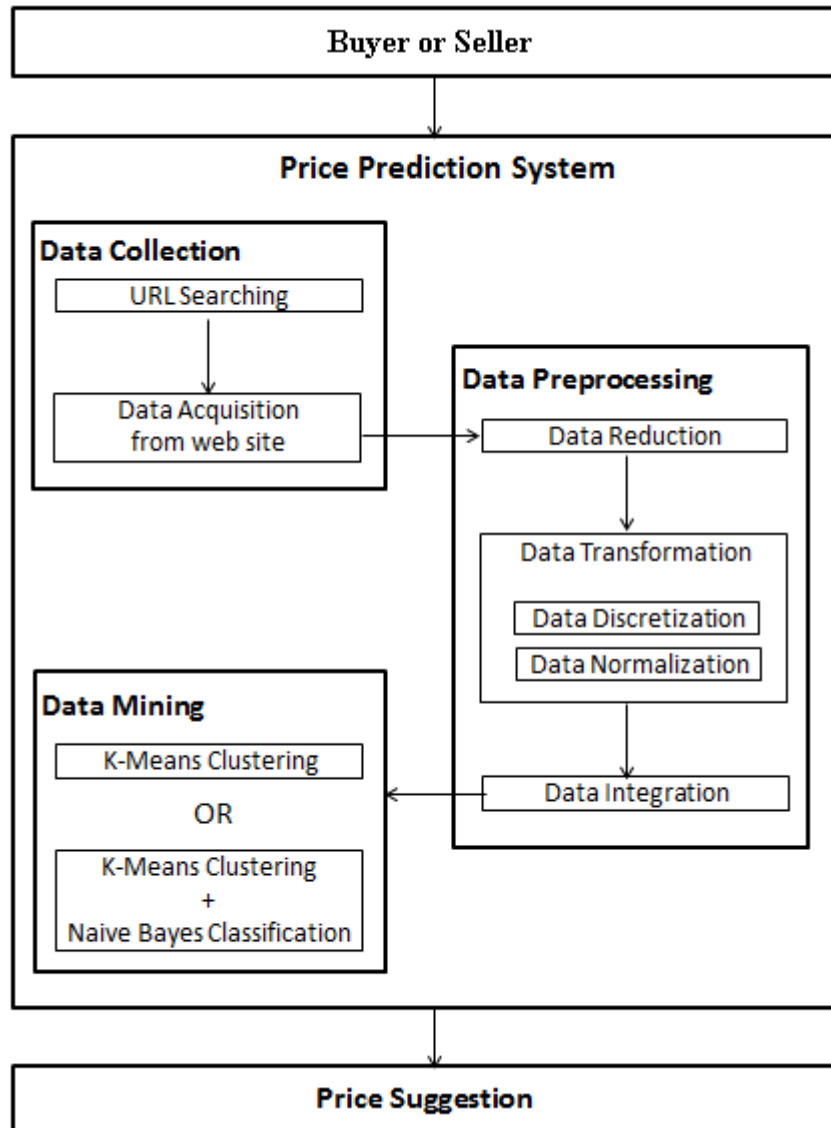 Buyer or Seller
Price Prediction System
Data Collection
URL Searching
Data Acquisition
from web site
Data Preprocessing
Data Reduction
Data Transformation
Data Discretization
Data Normalization
Data Integration
Data Mining
K-Means Clustering
OR
K-Means Clustering
+
Naive Bayes Classification
Price Suggestion